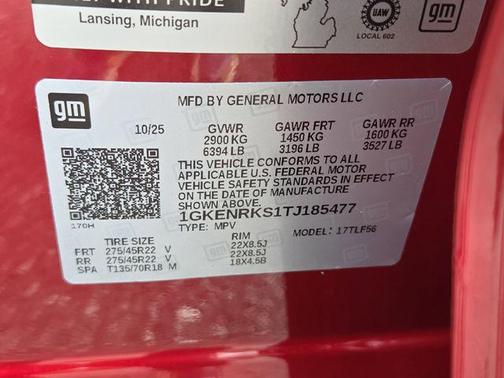 WITH PRIDE
Lansing, Michigan
UAW
LOCAL 602
gm
gm
MFD BY GENERAL MOTORS LLC
10/25 GVWR GAWR FRT GAWR RR
2900 KG 1450 KG 1600 KG
6394 LB 3196 LB 3527 LB
THIS VEHICLE CONFORMS TO ALL
APPLICABLE U.S. FEDERAL MOTOR
VEHICLE SAFETY STANDARDS IN EFFECT
ON THE DATE OF MANUFACTURE
SHOWN ABOVE.
1GKENRKS1TJ185477
170H
TYPE: MPV MODEL: 17TLF56
TIRE SIZE RIM
FRT 275/45R22 V 22X8.5J
RR 275/45R22 V 22X8.5J
SPA T135/70R18 M 18X4.5B